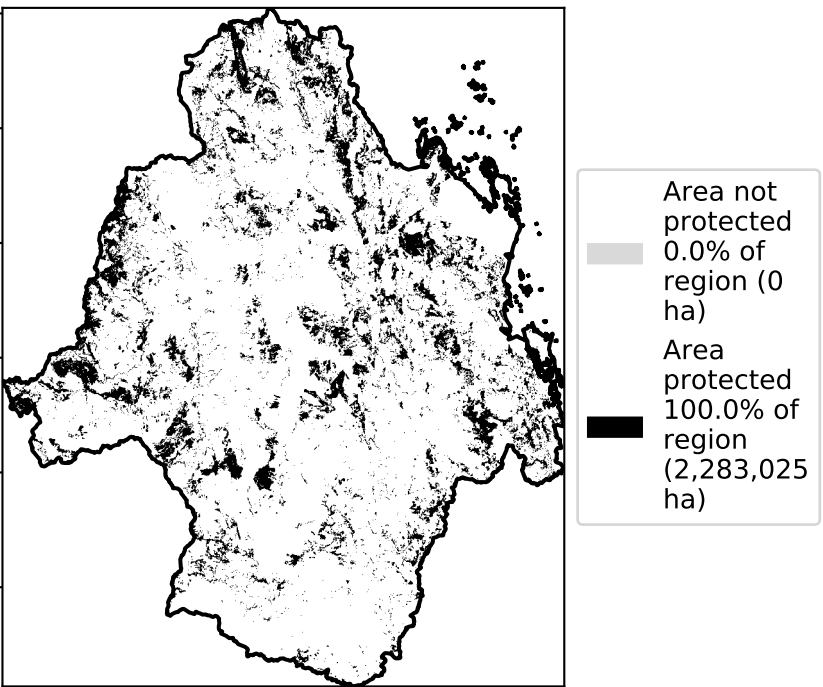 Area not
protected
0.0% of
region (0
ha)
Area
protected
100.0% of
region
(2,283,025
ha)